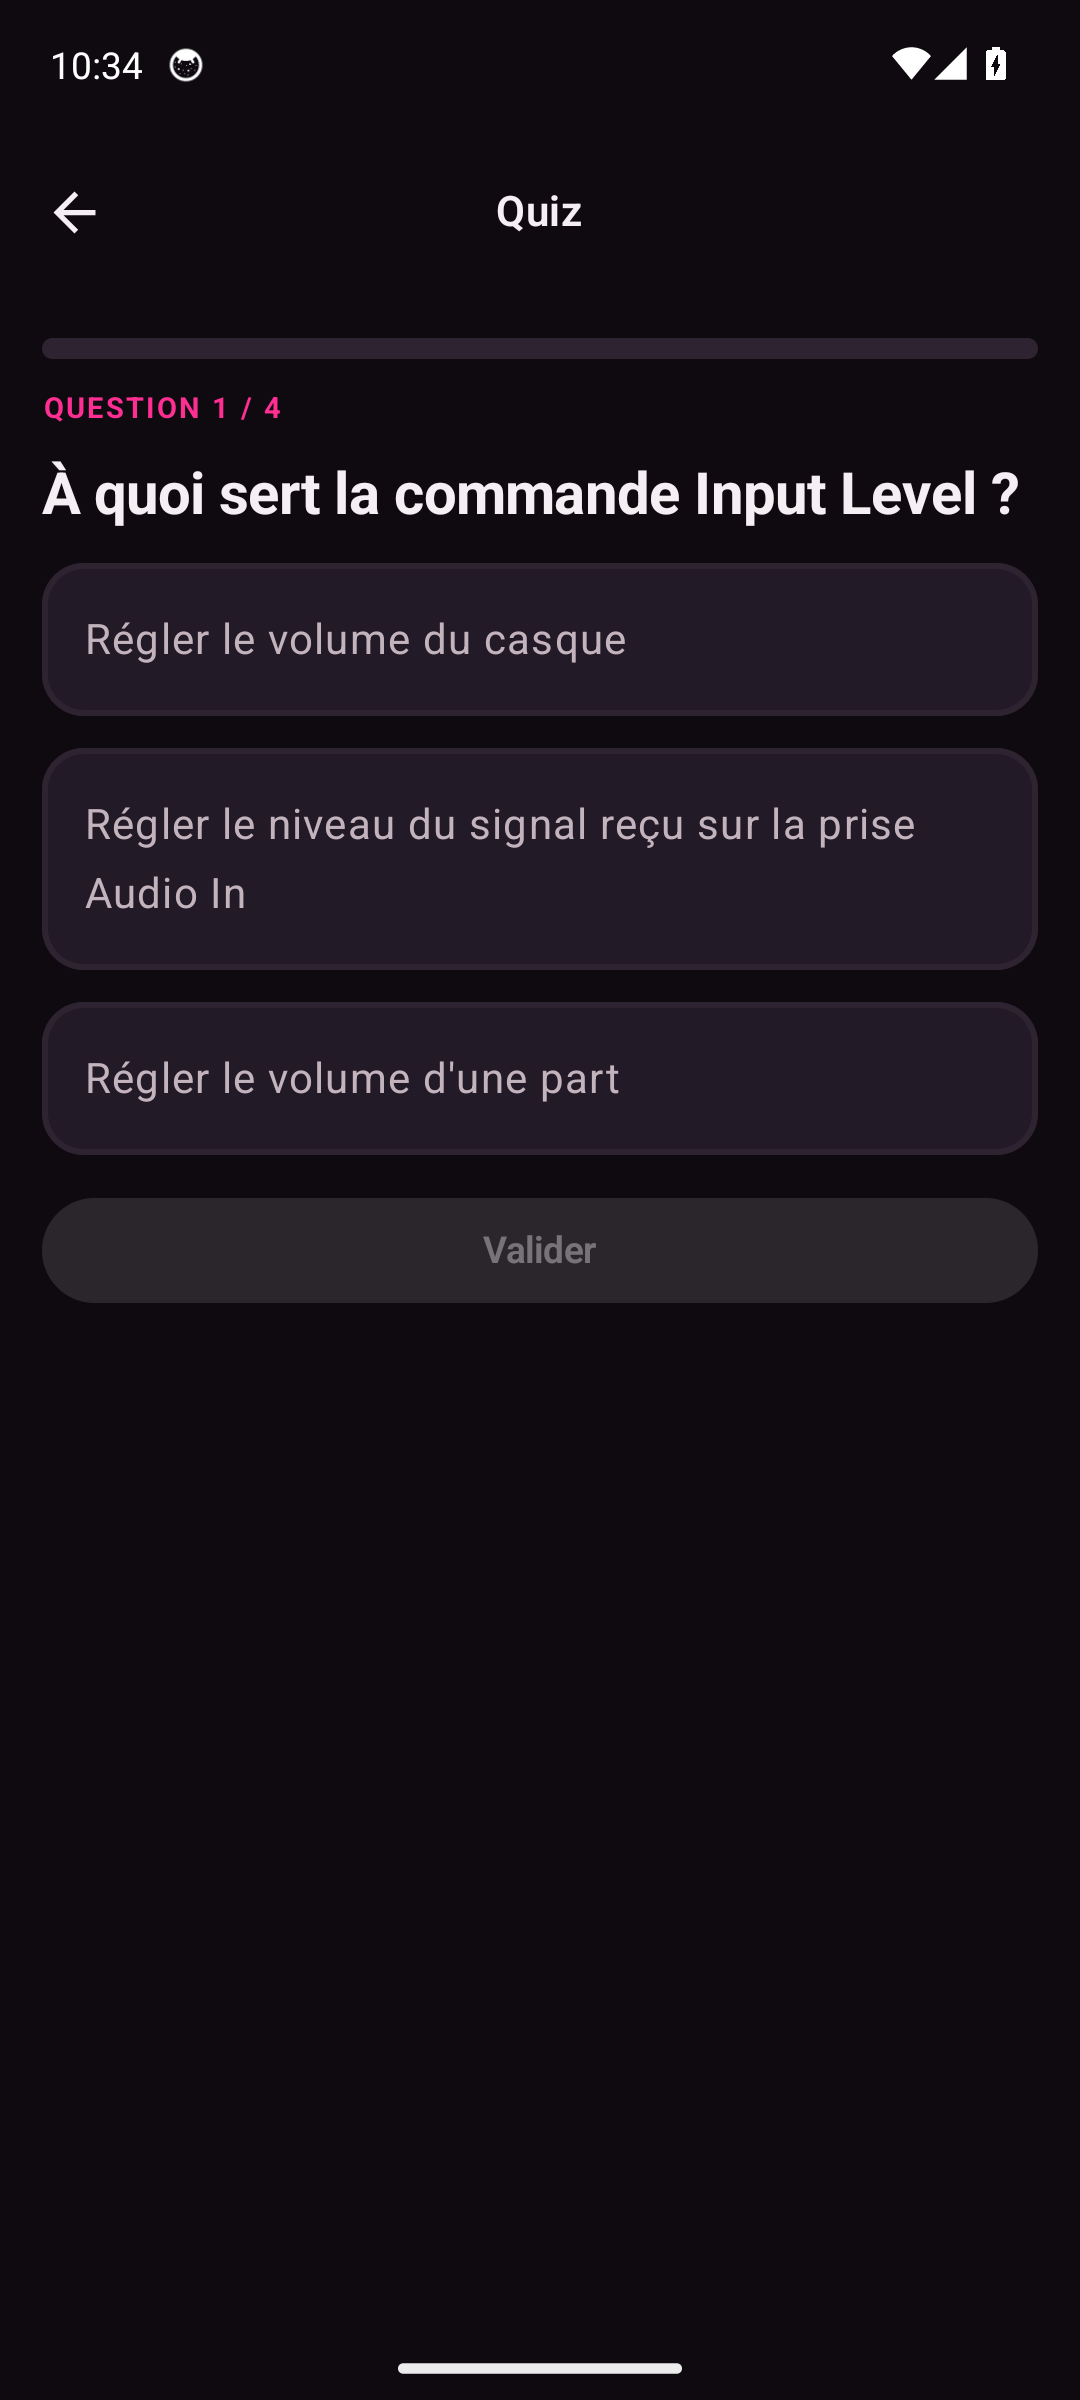 10:34
Quiz
QUESTION 1 / 4
À quoi sert la commande Input Level ?
Régler le volume du casque
Régler le niveau du signal reçu sur la prise
Audio In
Régler le volume d'une part
Valider